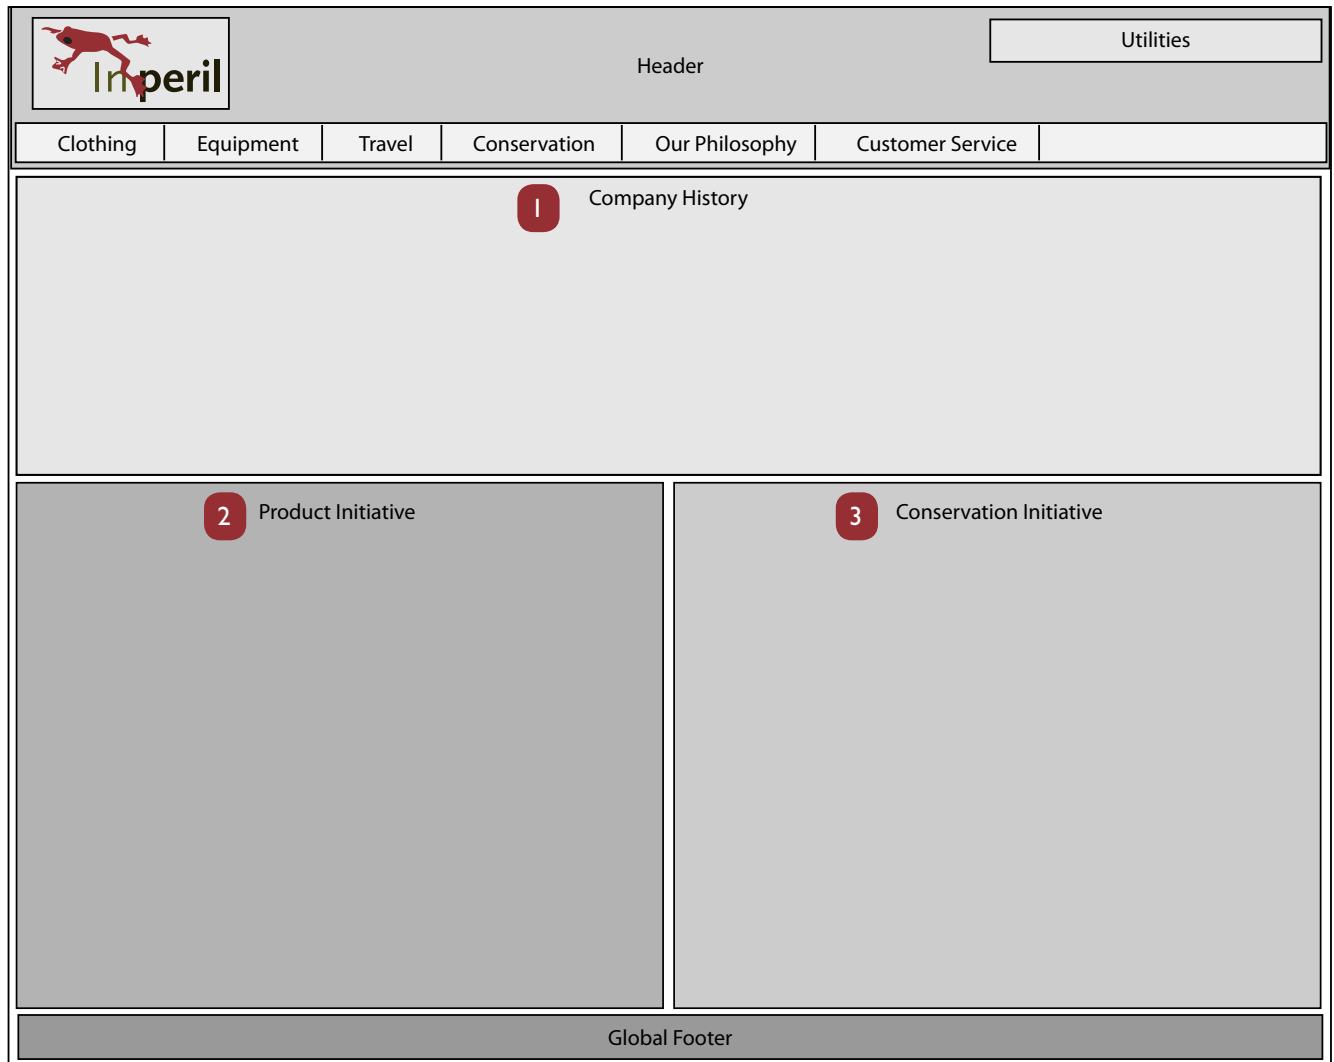 Inperil
Header
Utilities
Clothing Equipment Travel Conservation Our Philosophy Customer Service
1 Company History
2 Product Initiative
3 Conservation Initiative
Global Footer